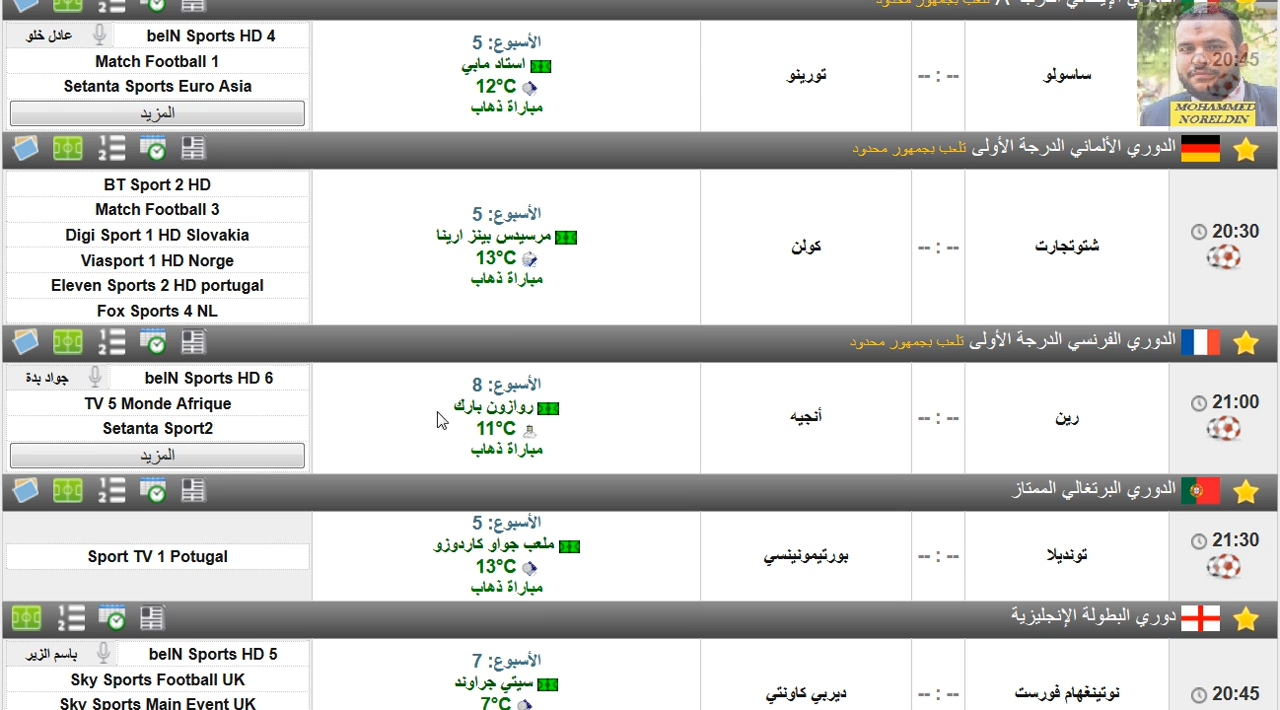 الدوري الإيطالي الدرجة A تلعب بجمهور محدود
20:45
ساسولو
-- : --
تورينو
الأسبوع: 5
استاد مابي
12°C
مباراة ذهاب
beIN Sports HD 4
عادل خلو
Match Football 1
Setanta Sports Euro Asia
المزيد
MOHAMMED
NORELDIN
الدوري الألماني الدرجة الأولى تلعب بجمهور محدود
20:30
شتوتجارت
-- : --
كولن
الأسبوع: 5
مرسيدس بينز ارينا
13°C
مباراة ذهاب
BT Sport 2 HD
Match Football 3
Digi Sport 1 HD Slovakia
Viasport 1 HD Norge
Eleven Sports 2 HD portugal
Fox Sports 4 NL
الدوري الفرنسي الدرجة الأولى تلعب بجمهور محدود
21:00
رين
-- : --
أنجيه
الأسبوع: 8
روازون بارك
11°C
مباراة ذهاب
beIN Sports HD 6
جواد بدة
TV 5 Monde Afrique
Setanta Sport2
المزيد
الدوري البرتغالي الممتاز
21:30
تونديلا
-- : --
بورتيمونينسي
الأسبوع: 5
ملعب جواو كاردوزو
13°C
مباراة ذهاب
Sport TV 1 Potugal
دوري البطولة الإنجليزية
20:45
نوتينغهام فورست
-- : --
ديربي كاونتي
الأسبوع: 7
سيتي جراوند
7°C
beIN Sports HD 5
باسم الزير
Sky Sports Football UK
Sky Sports Main Event UK